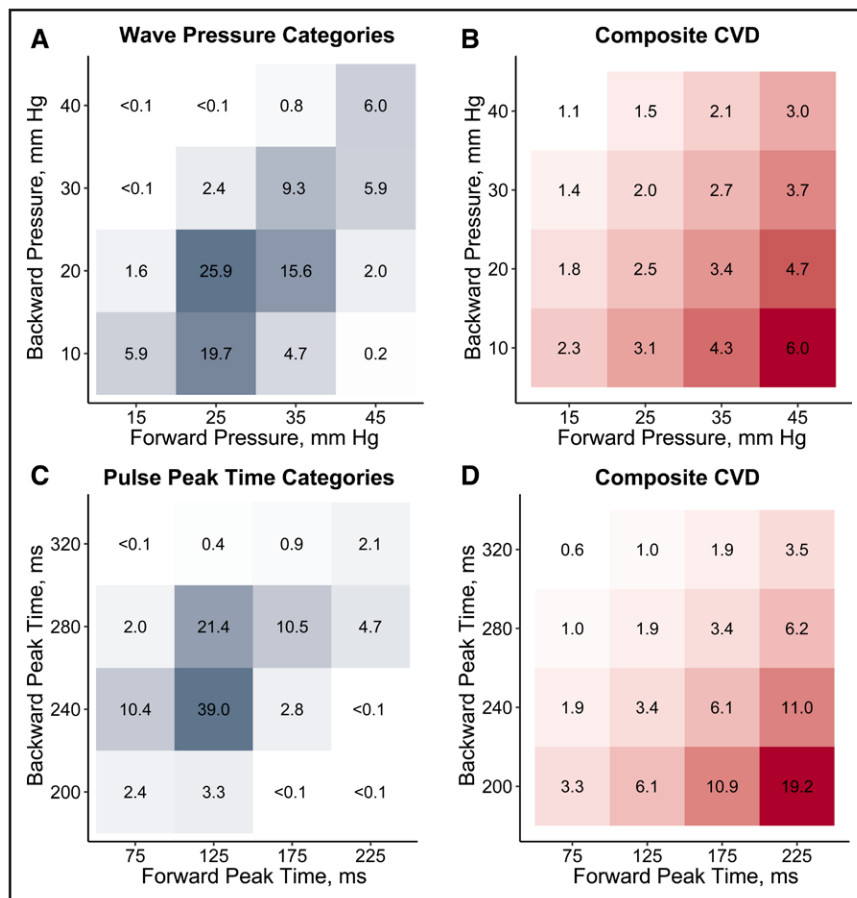 A Wave Pressure Categories
Backward Pressure, mm Hg
40 <0.1 <0.1 0.8 6.0
30 <0.1 2.4 9.3 5.9
20 1.6 25.9 15.6 2.0
10 5.9 19.7 4.7 0.2
15 25 35 45
Forward Pressure, mm Hg
B Composite CVD
Backward Pressure, mm Hg
40 1.1 1.5 2.1 3.0
30 1.4 2.0 2.7 3.7
20 1.8 2.5 3.4 4.7
10 2.3 3.1 4.3 6.0
15 25 35 45
Forward Pressure, mm Hg
C Pulse Peak Time Categories
Backward Peak Time, ms
320 <0.1 0.4 0.9 2.1
280 2.0 21.4 10.5 4.7
240 10.4 39.0 2.8 <0.1
200 2.4 3.3 <0.1 <0.1
75 125 175 225
Forward Peak Time, ms
D Composite CVD
Backward Peak Time, ms
320 0.6 1.0 1.9 3.5
280 1.0 1.9 3.4 6.2
240 1.9 3.4 6.1 11.0
200 3.3 6.1 10.9 19.2
75 125 175 225
Forward Peak Time, ms